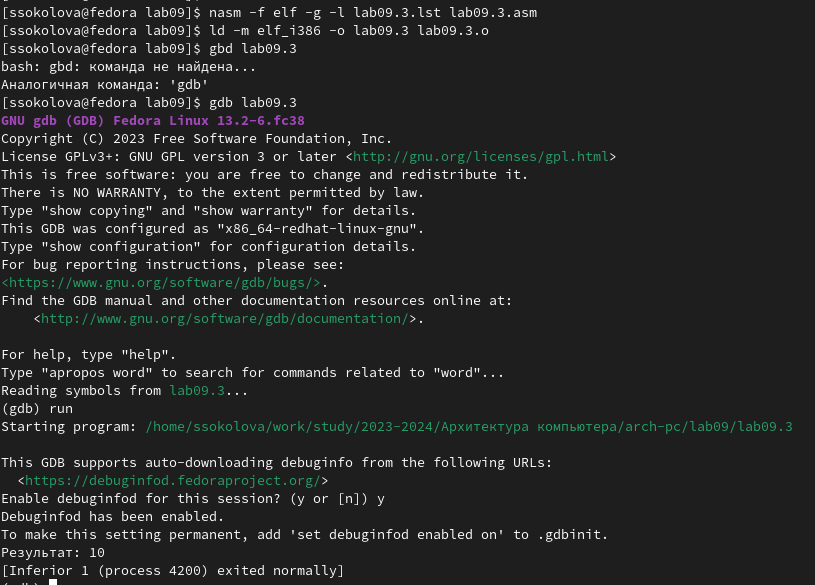 [ssokolova@fedora lab09]$ nasm -f elf -g -l lab09.3.lst lab09.3.asm
[ssokolova@fedora lab09]$ ld -m elf_i386 -o lab09.3 lab09.3.o
[ssokolova@fedora lab09]$ gbd lab09.3
bash: gbd: команда не найдена...
Аналогичная команда: 'gdb'
[ssokolova@fedora lab09]$ gdb lab09.3
GNU gdb (GDB) Fedora Linux 13.2-6.fc38
Copyright (C) 2023 Free Software Foundation, Inc.
License GPLv3+: GNU GPL version 3 or later <http://gnu.org/licenses/gpl.html>
This is free software: you are free to change and redistribute it.
There is NO WARRANTY, to the extent permitted by law.
Type "show copying" and "show warranty" for details.
This GDB was configured as "x86_64-redhat-linux-gnu".
Type "show configuration" for configuration details.
For bug reporting instructions, please see:
<https://www.gnu.org/software/gdb/bugs/>.
Find the GDB manual and other documentation resources online at:
    <http://www.gnu.org/software/gdb/documentation/>.

For help, type "help".
Type "apropos word" to search for commands related to "word"...
Reading symbols from lab09.3...
(gdb) run
Starting program: /home/ssokolova/work/study/2023-2024/Архитектура компьютера/arch-pc/lab09/lab09.3

This GDB supports auto-downloading debuginfo from the following URLs:
  <https://debuginfod.fedoraproject.org/>
Enable debuginfod for this session? (y or [n]) y
Debuginfod has been enabled.
To make this setting permanent, add 'set debuginfod enabled on' to .gdbinit.
Результат: 10
[Inferior 1 (process 4200) exited normally]